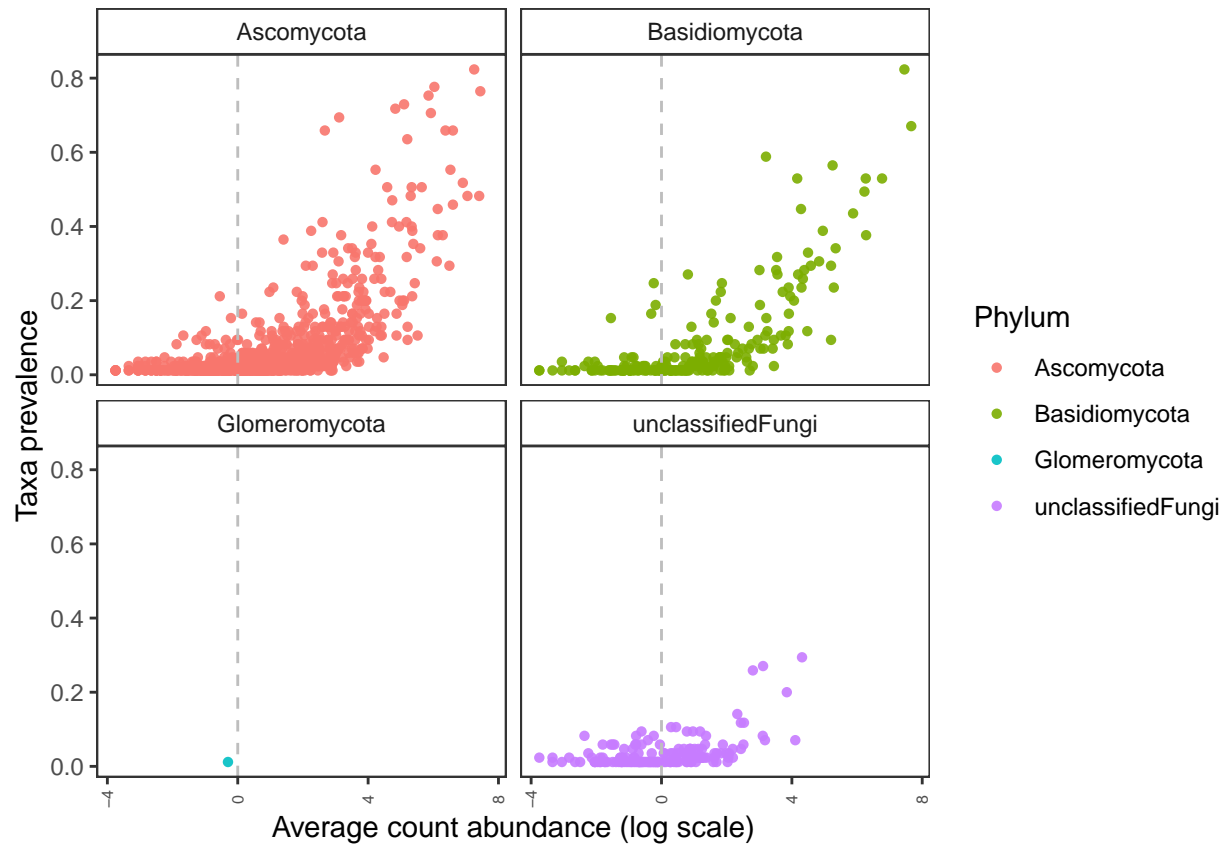 Ascomycota
Basidiomycota
0.8
0.6
0.4
0.2
0.0
Glomeromycota
unclassifiedFungi
0.8
0.6
0.4
0.2
0.0
−4
0
4
8
−4
0
4
8
Average count abundance (log scale)
Taxa prevalence
Phylum
Ascomycota
Basidiomycota
Glomeromycota
unclassifiedFungi